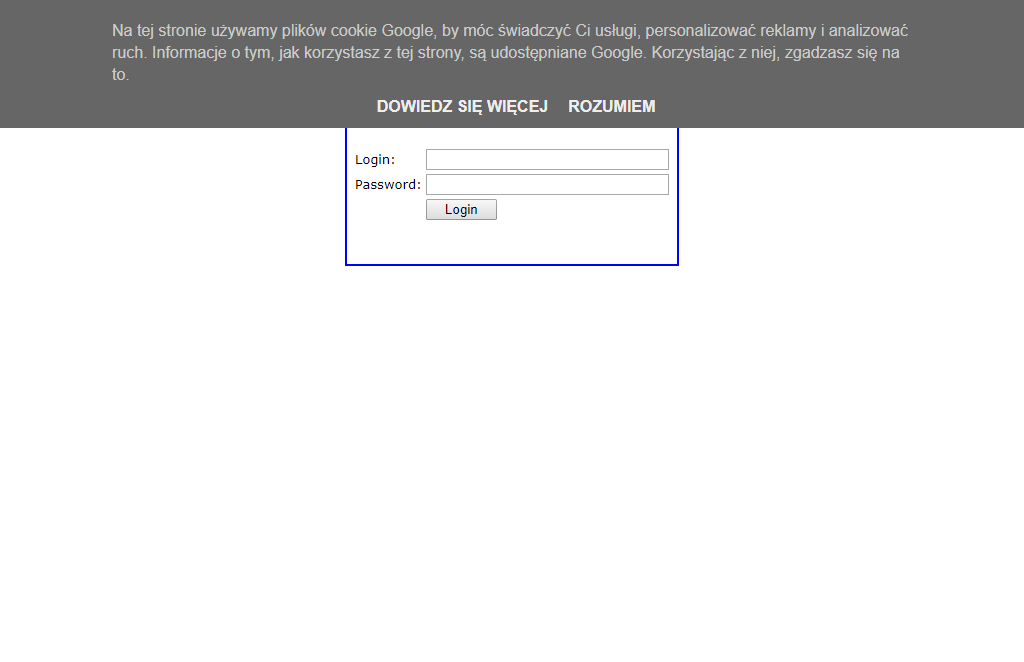 Na tej stronie używamy plików cookie Google, by móc świadczyć Ci usługi, personalizować reklamy i analizować
ruch. Informacje o tym, jak korzystasz z tej strony, są udostępniane Google. Korzystając z niej, zgadzasz się na
to.
DOWIEDZ SIĘ WIĘCEJ ROZUMIEM
Login:
Password:
Login